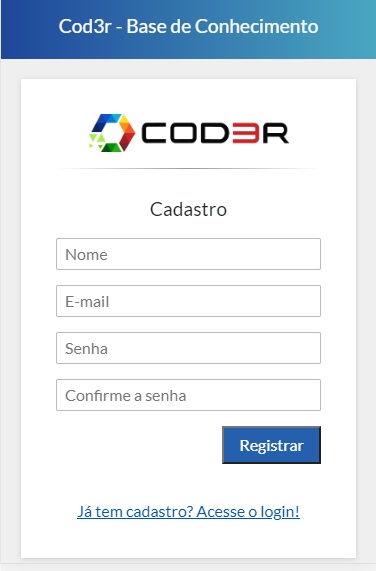 Cod3r - Base de Conhecimento
COD3R
Cadastro
Nome
E-mail
Senha
Confirme a senha
Registrar
Já tem cadastro? Acesse o login!